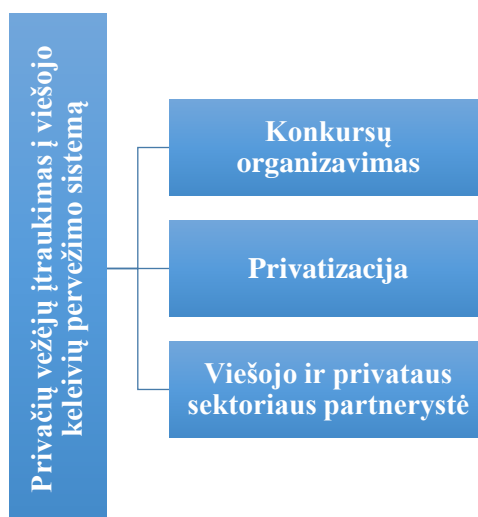 Privačių vežėjų įtraukimas į viešojo
keleivių pervežimo sistemą
Konkursų
organizavimas
Privatizacija
Viešojo ir privataus
sektoriaus partnerystė